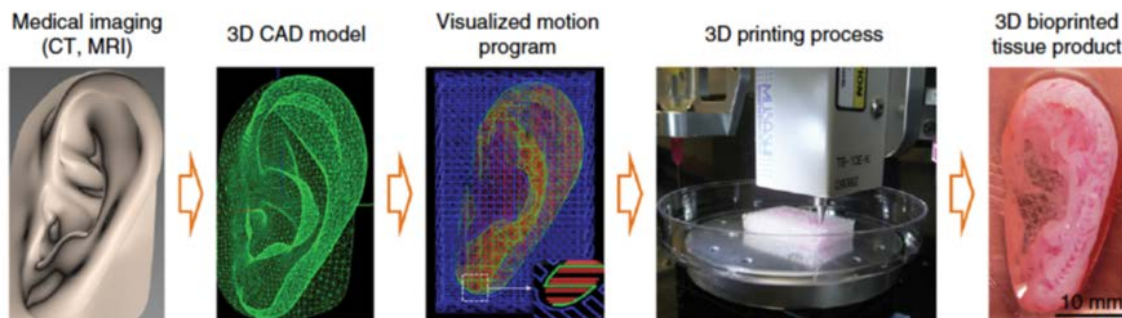 Medical imaging
(CT, MRI)
3D CAD model
Visualized motion
program
3D printing process
3D bioprinted
tissue product
10 mm